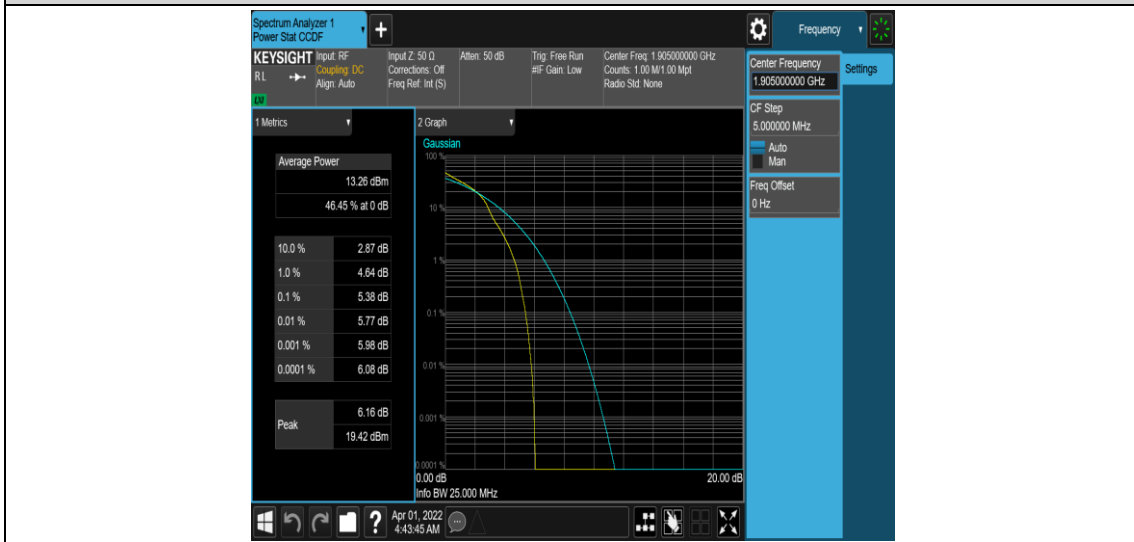 Spectrum Analyzer 1
Power Stat CCDF
+
Frequency
KEYSIGHT
RL
LXI
Input: RF
Coupling: DC
Align: Auto
Input Z: 50 Ω
Corrections: Off
Freq Ref: Int (S)
Atten: 50 dB
Trig: Free Run
#IF Gain: Low
Center Freq: 1.905000000 GHz
Counts: 1.00 M/1.00 Mpt
Radio Std: None
Center Frequency
1.905000000 GHz
Settings
CF Step
5.000000 MHz
Auto
Man
Freq Offset
0 Hz
1 Metrics
Average Power
13.26 dBm
46.45 % at 0 dB
10.0 % 2.87 dB
1.0 % 4.64 dB
0.1 % 5.38 dB
0.01 % 5.77 dB
0.001 % 5.98 dB
0.0001 % 6.08 dB
Peak
6.16 dB
19.42 dBm
2 Graph
Gaussian
100 %
10 %
1 %
0.1 %
0.01 %
0.001 %
0.0001 %
0.00 dB 20.00 dB
Info BW 25.000 MHz
?
Apr 01, 2022
4:43:45 AM